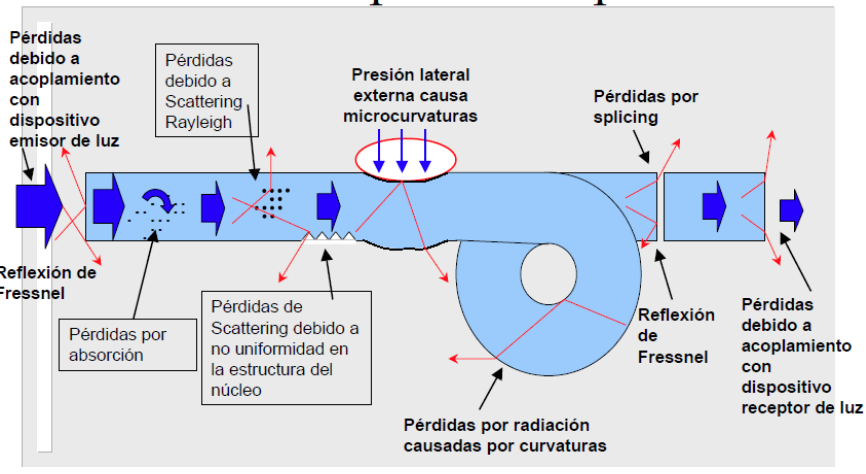 Pérdidas
debido a
acoplamiento
con
dispositivo
emisor de luz
Pérdidas
debido a
Scattering
Rayleigh
Presión lateral
externa causa
microcurvaturas
Pérdidas por
splicing
Reflexión de
Fressnel
Pérdidas por
absorción
Pérdidas de
Scattering debido a
no uniformidad en
la estructura del
núcleo
Pérdidas por radiación
causadas por curvaturas
Reflexión
de
Fressnel
Pérdidas
debido a
acoplamiento
con
dispositivo
receptor de luz